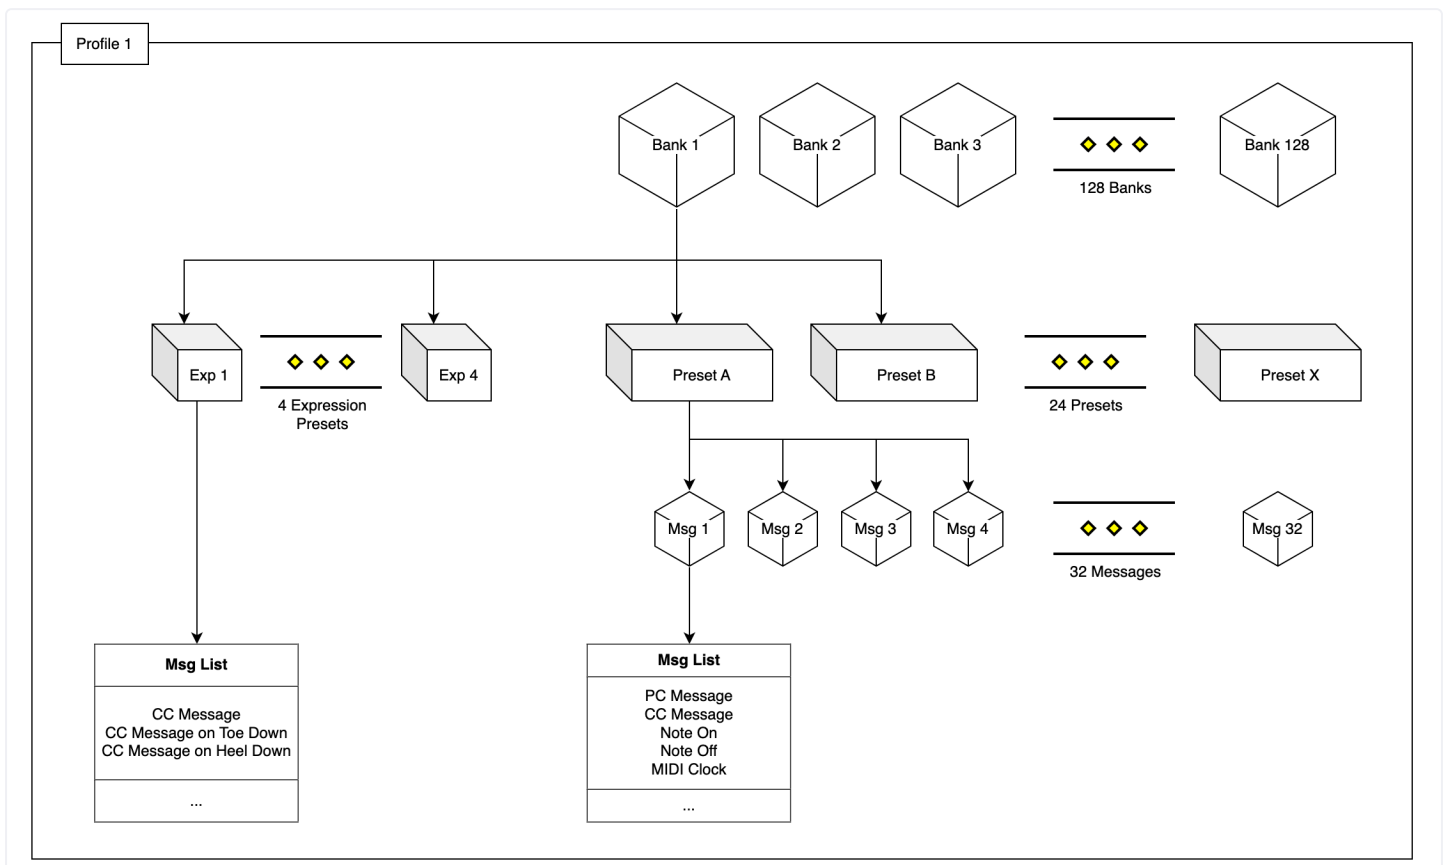 Profile 1
Bank 1
Bank 2
Bank 3
128 Banks
Bank 128
Exp 1
4 Expression
Presets
Exp 4
Preset A
Preset B
24 Presets
Preset X
Msg 1
Msg 2
Msg 3
Msg 4
32 Messages
Msg 32
Msg List
CC Message
CC Message on Toe Down
CC Message on Heel Down
...
Msg List
PC Message
CC Message
Note On
Note Off
MIDI Clock
...